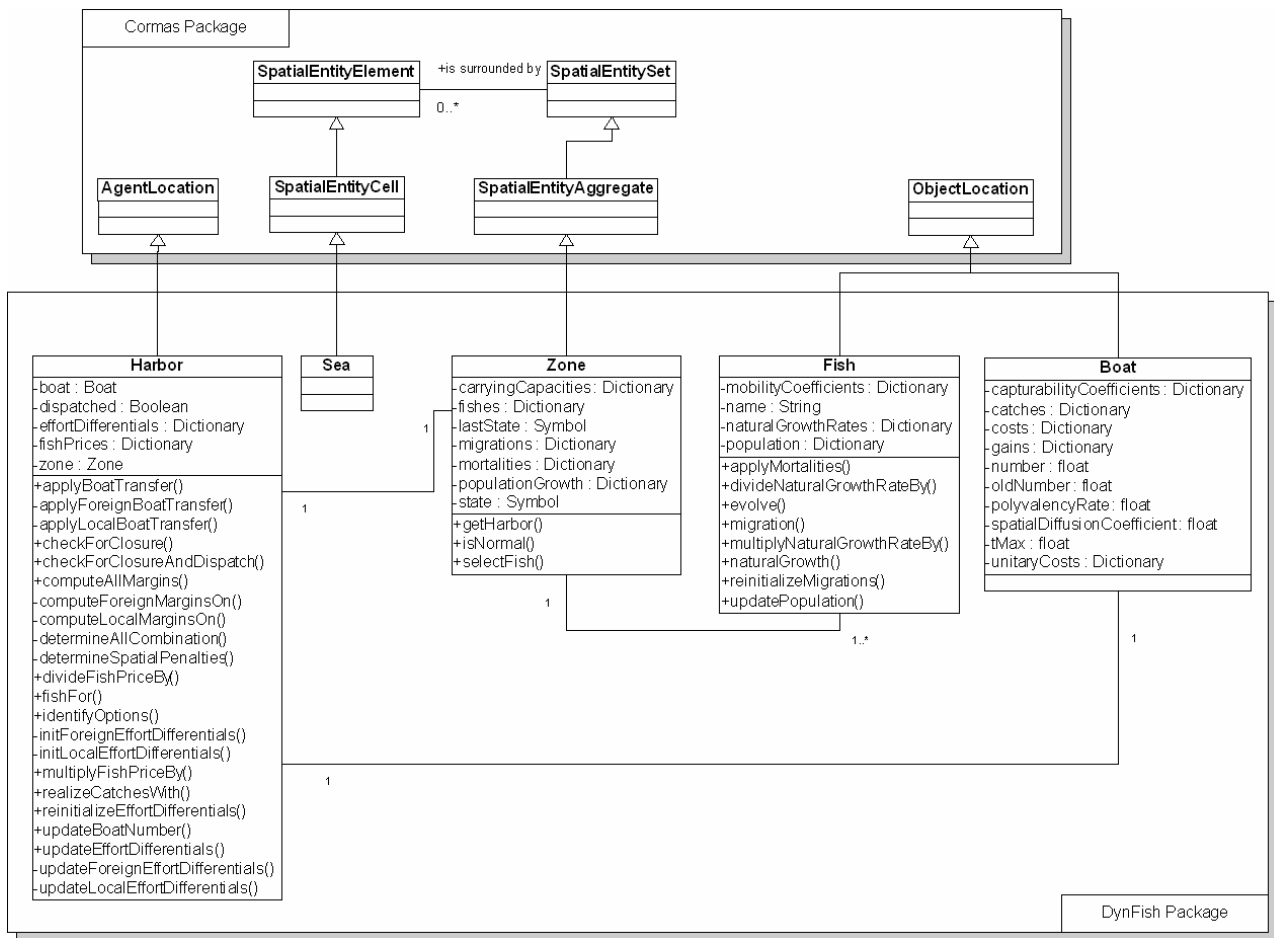 Cormas Package
SpatialEntityElement
+is surrounded by
SpatialEntitySet
0..*
AgentLocation
SpatialEntityCell
SpatialEntityAggregate
ObjectLocation
Harbor
-boat : Boat
-dispatched : Boolean
-effortDifferentials : Dictionary
-fishPrices : Dictionary
-zone : Zone
+applyBoatTransfer()
-applyForeignBoatTransfer()
-applyLocalBoatTransfer()
+checkForClosure()
+checkForClosureAndDispatch()
+computeAllMargins()
-computeForeignMarginsOn()
-computeLocalMarginsOn()
-determineAllCombination()
-determineSpatialPenalties()
+divideFishPriceBy()
+fishFor()
+identifyOptions()
-initForeignEffortDifferentials()
-initLocalEffortDifferentials()
+multiplyFishPriceBy()
+realizeCatchesWith()
+reinitializeEffortDifferentials()
+updateBoatNumber()
+updateEffortDifferentials()
-updateForeignEffortDifferentials()
-updateLocalEffortDifferentials()
Sea
Zone
-carryingCapacities : Dictionary
-fishes : Dictionary
-lastState : Symbol
-migrations : Dictionary
-mortalities : Dictionary
-populationGrowth : Dictionary
-state : Symbol
+getHarbor()
+isNormal()
+selectFish()
Fish
-mobilityCoefficients : Dictionary
-name : String
-naturalGrowthRates : Dictionary
-population : Dictionary
+applyMortalities()
+divideNaturalGrowthRateBy()
+evolve()
+migration()
+multiplyNaturalGrowthRateBy()
+naturalGrowth()
+reinitializeMigrations()
+updatePopulation()
Boat
-capturabilityCoefficients : Dictionary
-catches : Dictionary
-costs : Dictionary
-gains : Dictionary
-number : float
-oldNumber : float
-polyvalencyRate : float
-spatialDiffusionCoefficient : float
-tMax : float
-unitaryCosts : Dictionary
1
1
1
1..*
1
1
DynFish Package